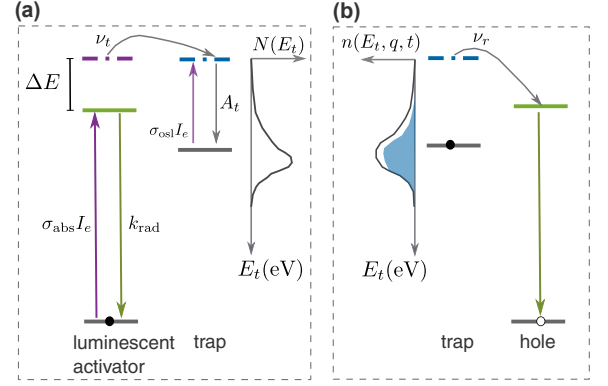 (a)
ν_t
N(E_t)
ΔE
A_t
σ_osl I_e
σ_abs I_e
k_rad
E_t(eV)
luminescent
activator
trap
(b)
n(E_t, q, t)
ν_r
E_t(eV)
trap
hole